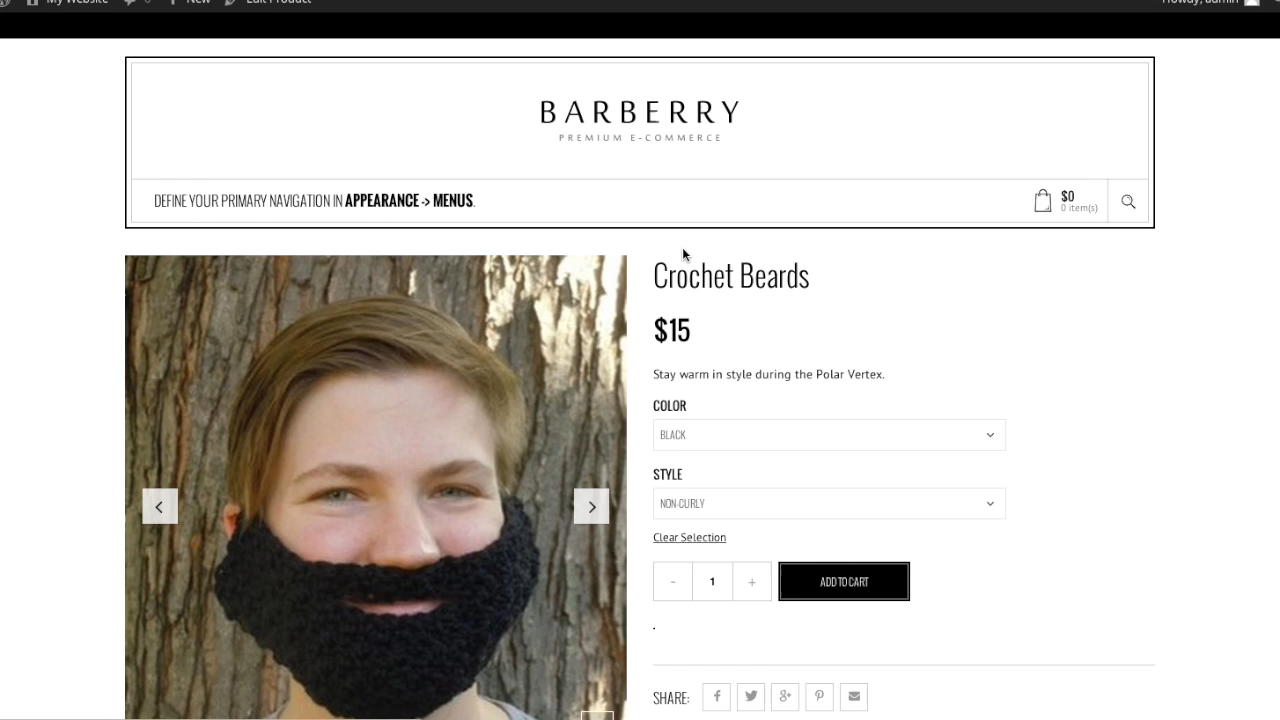 My Website
0
New
Edit Product
Howdy, admin
BARBERRY
PREMIUM E-COMMERCE
DEFINE YOUR PRIMARY NAVIGATION IN APPEARANCE -> MENUS.
$0
0 item(s)
Crochet Beards
$15
Stay warm in style during the Polar Vertex.
COLOR
BLACK
STYLE
NON-CURLY
Clear Selection
- 1 +
ADD TO CART
.
SHARE: